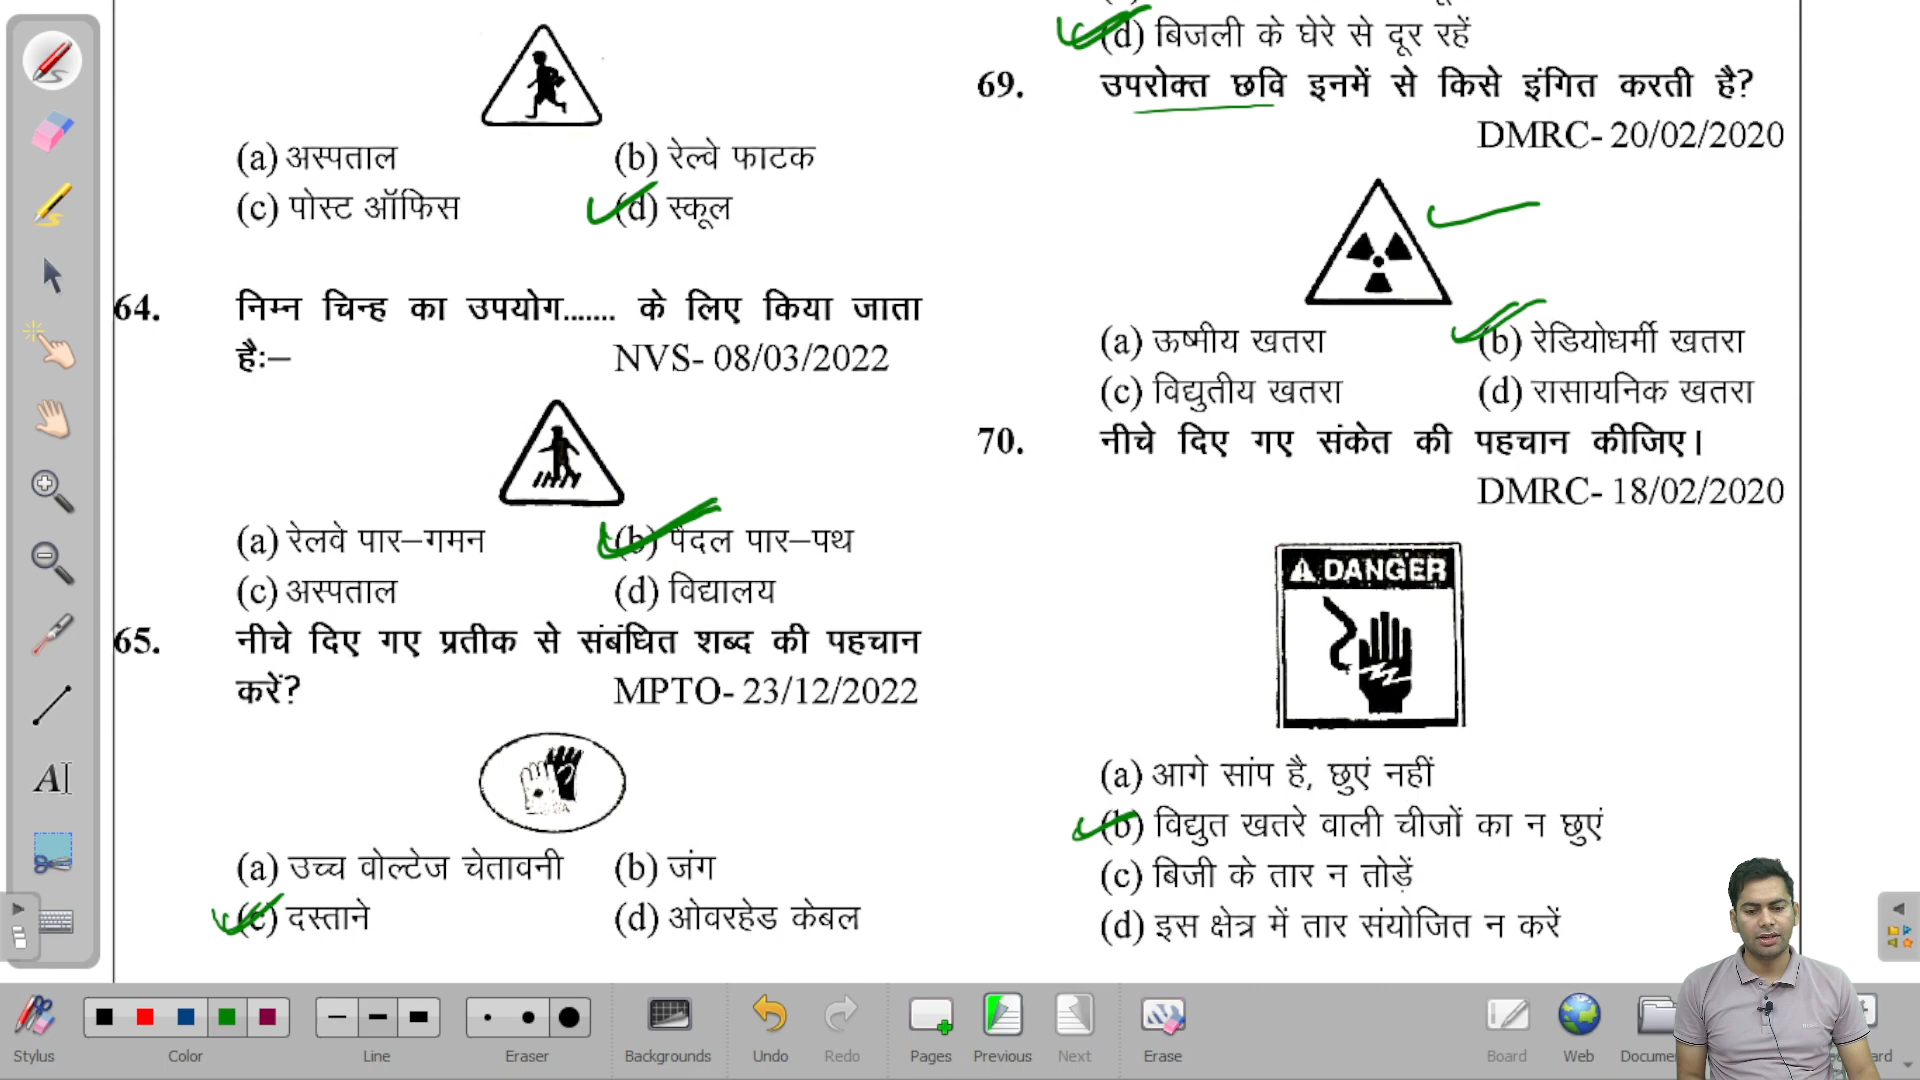 (a) अस्पताल
(b) रेल्वे फाटक
(c) पोस्ट ऑफिस
(d) स्कूल
64. निम्न चिन्ह का उपयोग....... के लिए किया जाता
हैः– NVS- 08/03/2022
(a) रेलवे पार–गमन
(b) पैदल पार–पथ
(c) अस्पताल
(d) विद्यालय
65. नीचे दिए गए प्रतीक से संबंधित शब्द की पहचान
करें? MPTO- 23/12/2022
(a) उच्च वोल्टेज चेतावनी
(b) जंग
(c) दस्ताने
(d) ओवरहेड केबल
(d) बिजली के घेरे से दूर रहें
69. उपरोक्त छवि इनमें से किसे इंगित करती है?
DMRC- 20/02/2020
(a) ऊष्मीय खतरा
(b) रेडियोधर्मी खतरा
(c) विद्युतीय खतरा
(d) रासायनिक खतरा
70. नीचे दिए गए संकेत की पहचान कीजिए।
DMRC- 18/02/2020
DANGER
(a) आगे सांप है, छुएं नहीं
(b) विद्युत खतरे वाली चीजों का न छुएं
(c) बिजी के तार न तोड़ें
(d) इस क्षेत्र में तार संयोजित न करें
Stylus
Color
Line
Eraser
Backgrounds
Undo
Redo
Pages
Previous
Next
Erase
Board
Web